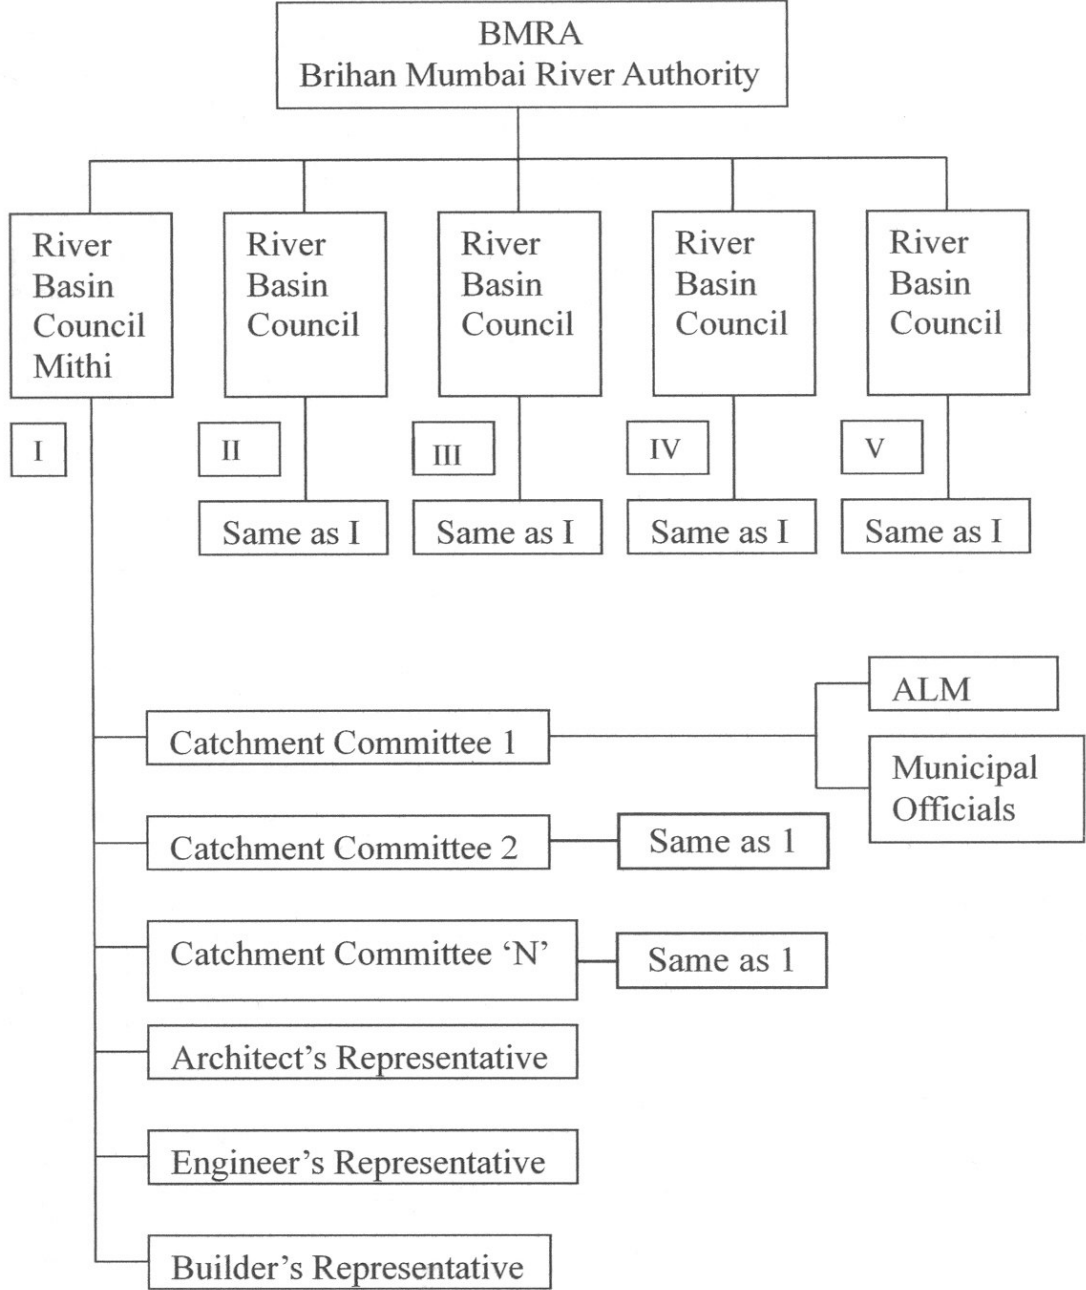 BMRA
Brihan Mumbai River Authority
River
Basin
Council
Mithi
River
Basin
Council
River
Basin
Council
River
Basin
Council
River
Basin
Council
I
II
III
IV
V
Same as I
Same as I
Same as I
Same as I
Catchment Committee 1
ALM
Municipal
Officials
Catchment Committee 2
Same as 1
Catchment Committee ‘N’
Same as 1
Architect’s Representative
Engineer’s Representative
Builder’s Representative